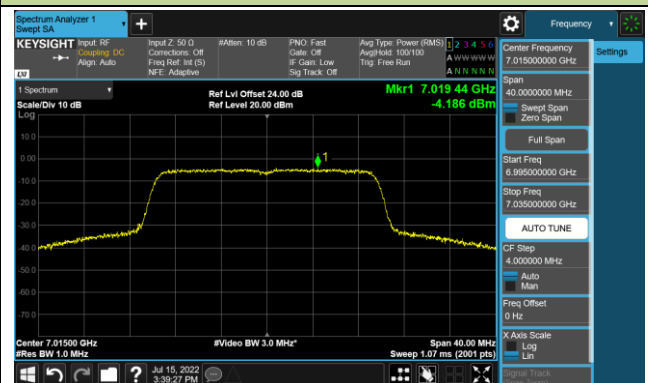 Spectrum Analyzer 1
Swept SA
Frequency
KEYSIGHT
Input: RF
Coupling: DC
Align: Auto
Input Z: 50 Ω
Corrections: Off
Freq Ref: Int (S)
NFE: Adaptive
#Atten: 10 dB
PNO: Fast
Gate: Off
IF Gain: Low
Sig Track: Off
Avg Type: Power (RMS)
Avg|Hold: 100/100
Trig: Free Run
1 2 3 4 5 6
A W W W W W
A N N N N N
LXI
1 Spectrum
Scale/Div 10 dB
Log
Ref Lvl Offset 24.00 dB
Ref Level 20.00 dBm
Mkr1 7.019 44 GHz
-4.186 dBm
1
10.0
0.00
-10.0
-20.0
-30.0
-40.0
-50.0
-60.0
-70.0
Center 7.01500 GHz
#Res BW 1.0 MHz
#Video BW 3.0 MHz*
Span 40.00 MHz
Sweep 1.07 ms (2001 pts)
Jul 15, 2022
3:39:27 PM
Center Frequency
7.015000000 GHz
Settings
Span
40.0000000 MHz
Swept Span
Zero Span
Full Span
Start Freq
6.995000000 GHz
Stop Freq
7.035000000 GHz
AUTO TUNE
CF Step
4.000000 MHz
Auto
Man
Freq Offset
0 Hz
X Axis Scale
Log
Lin
Signal Track